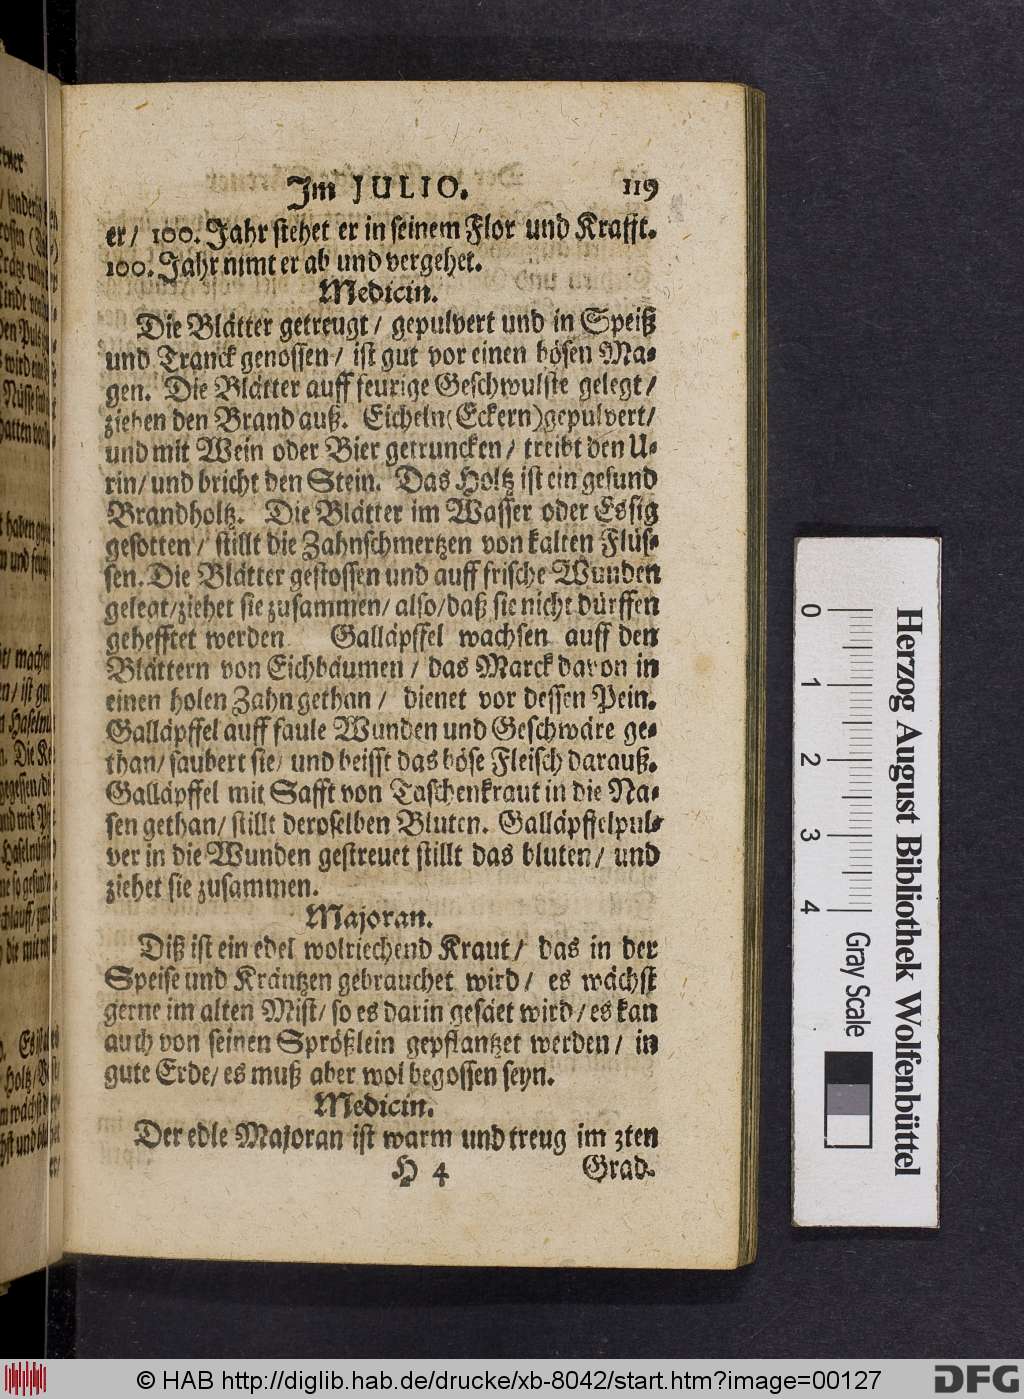 Im JULIO. 119
er / 100. Jahr stehet er in seinem Flor und Krafft.
100. Jahr nimt er ab und vergehet.
Medicin.
Die Blätter getreugt / gepulvert und in Speiß
und Tranck genossen / ist gut vor einen bösen Ma-
gen. Die Blätter auff feurige Geschwulste gelegt /
ziehen den Brand auß. Eicheln (Eckern) gepulvert /
und mit Wein oder Bier getruncken / treibt den U-
rin / und bricht den Stein. Das Holtz ist ein gesund
Brandholtz. Die Blätter im Wasser oder Essig
gesotten / stillt die Zahnschmertzen von kalten Flüs-
sen. Die Blätter gestossen und auff frische Wunden
gelegt / ziehet sie zusammen / also / daß sie nicht dürffen
gehefftet werden Galläpffel wachsen auff den
Blättern von Eichbäumen / das Marck davon in
einen holen Zahn gethan / dienet vor dessen Pein.
Galläpffel auff faule Wunden und Geschwäre ge-
than / säubert sie / und beisst das böse Fleisch darauß.
Galläpffel mit Safft von Taschenkraut in die Na-
sen gethan / stillt deroselben Bluten. Galläpffelpul-
ver in die Wunden gestreuet stillt das bluten / und
ziehet sie zusammen.
Majoran.
Diß ist ein edel wolriechend Kraut / das in der
Speise und Kräntzen gebrauchet wird / es wächst
gerne im alten Mist / so es darin gesäet wird / es kan
auch von seinen Sprößlein gepflantzet werden / in
gute Erde / es muß aber wol begossen seyn.
Medicin.
Der edle Majoran ist warm und treug im 3ten
H 4 Grad.
0 1 2 3 4
Gray Scale
Herzog August Bibliothek Wolfenbüttel
© HAB http://diglib.hab.de/drucke/xb-8042/start.htm?image=00127
DFG